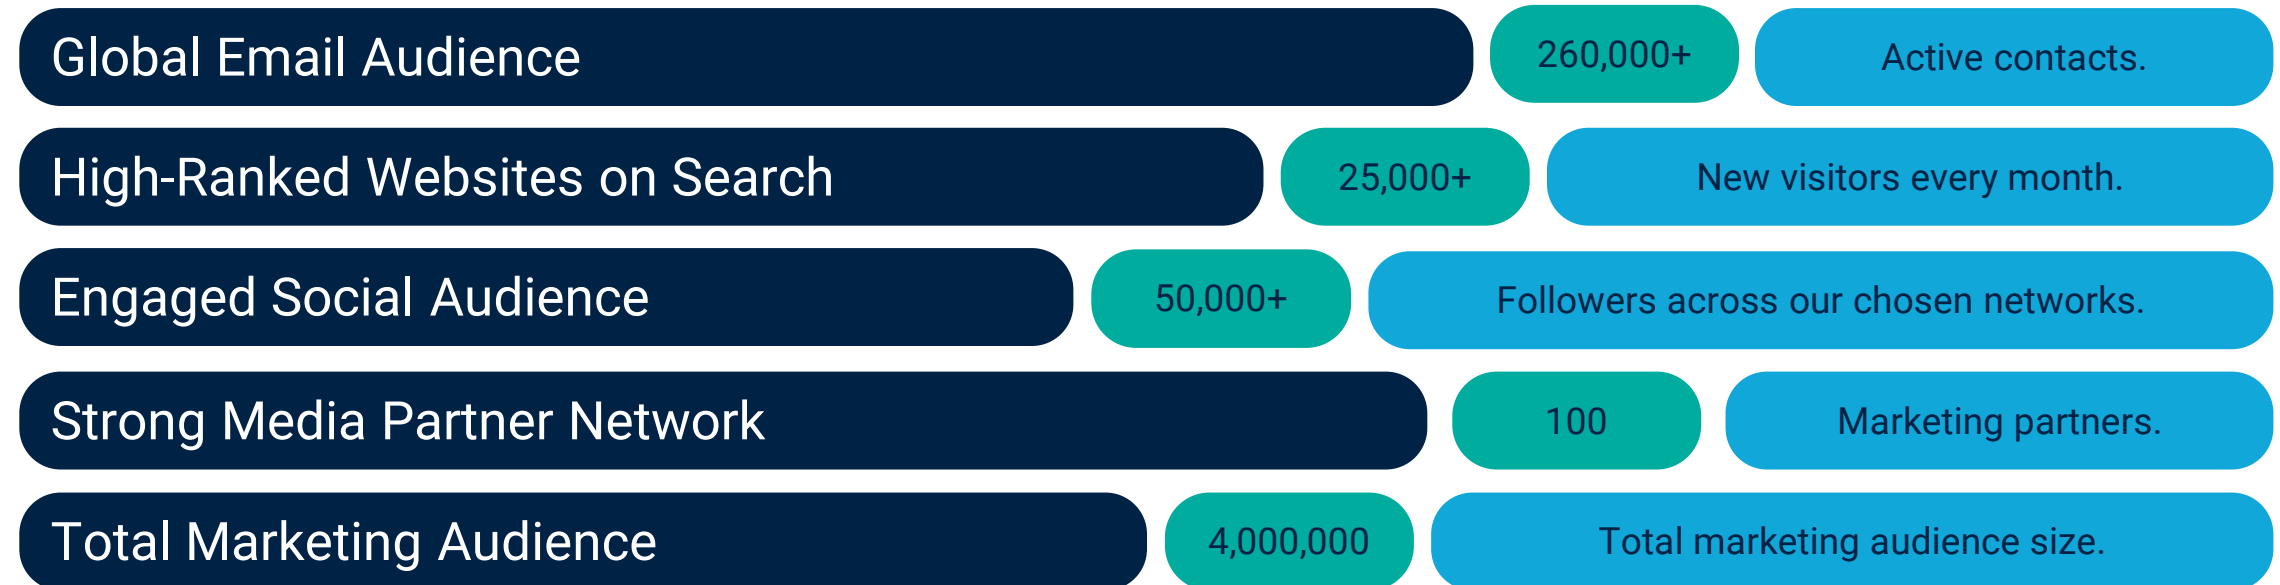 Global Email Audience 260,000+ Active contacts.
High-Ranked Websites on Search 25,000+ New visitors every month.
Engaged Social Audience 50,000+ Followers across our chosen networks.
Strong Media Partner Network 100 Marketing partners.
Total Marketing Audience 4,000,000 Total marketing audience size.